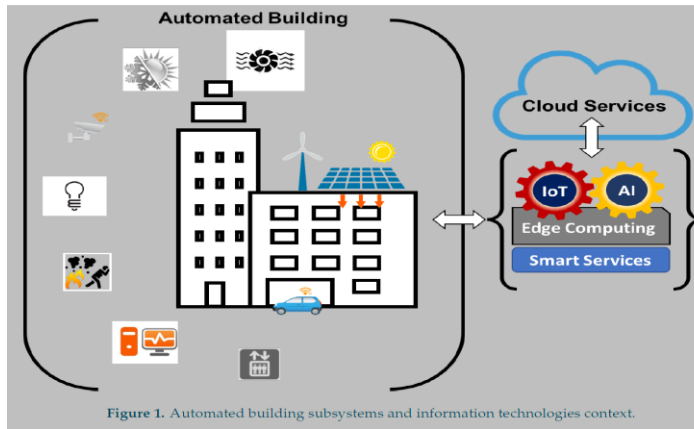 Automated Building
Cloud Services
IoT
AI
Edge Computing
Smart Services
Figure 1. Automated building subsystems and information technologies context.